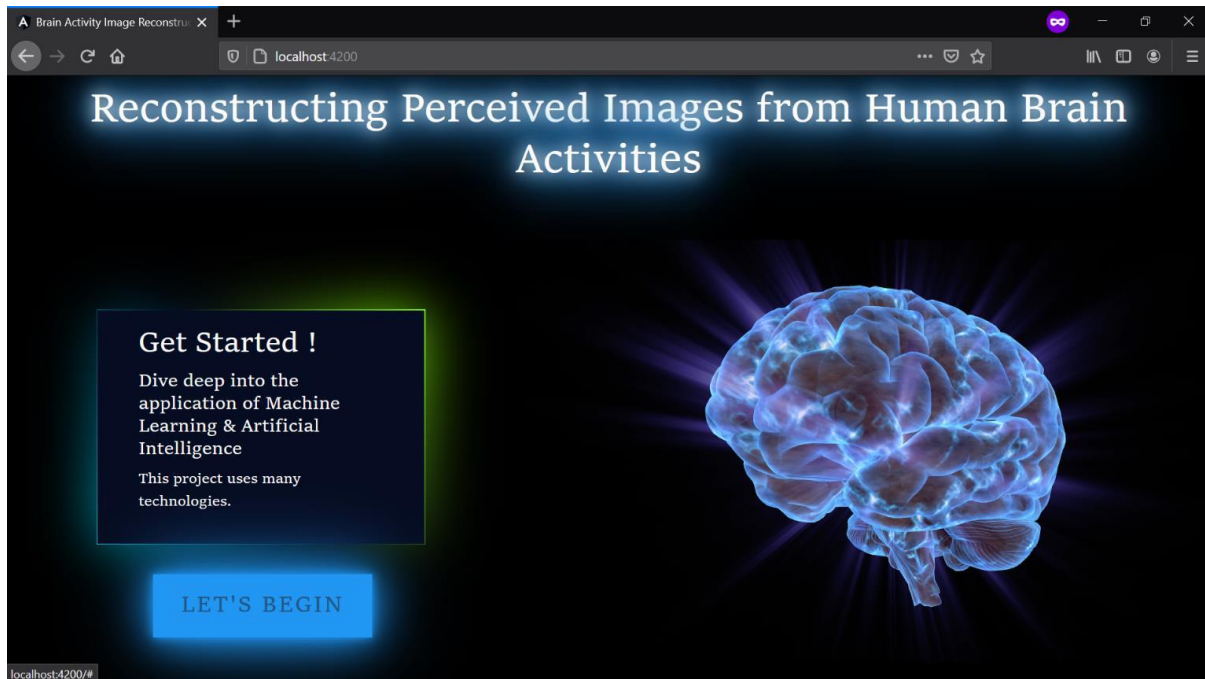 Brain Activity Image Reconstru
localhost:4200
Reconstructing Perceived Images from Human Brain
Activities
Get Started !
Dive deep into the
application of Machine
Learning & Artificial
Intelligence
This project uses many
technologies.
LET'S BEGIN
localhost:4200/#